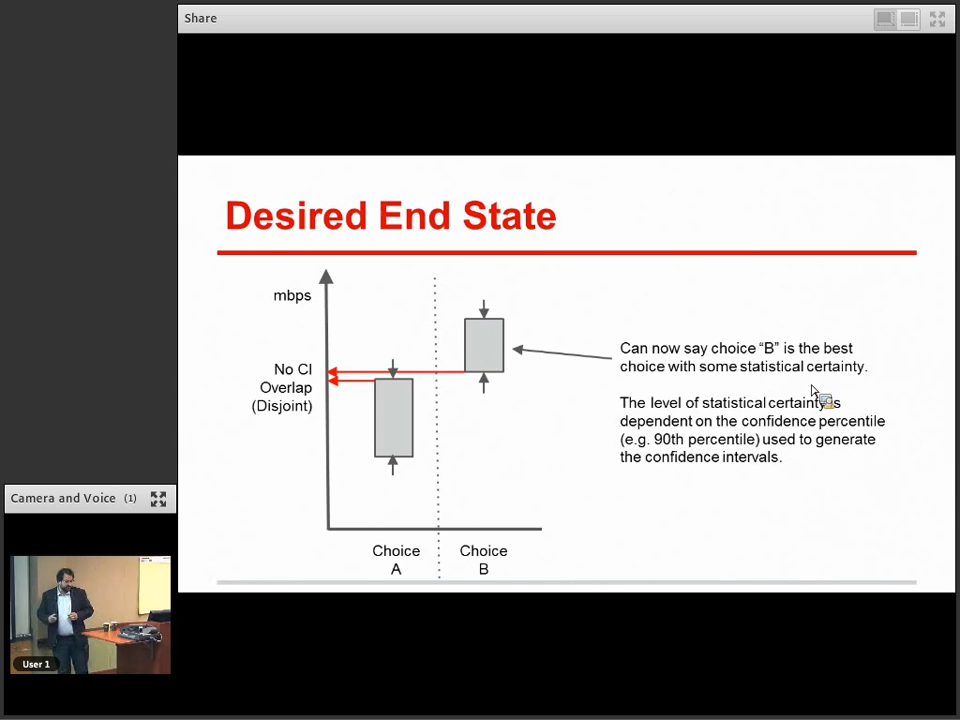 Share
Desired End State
mbps
No CI
Overlap
(Disjoint)
Choice
A
Choice
B
Can now say choice “B” is the best
choice with some statistical certainty.
The level of statistical certainty is
dependent on the confidence percentile
(e.g. 90th percentile) used to generate
the confidence intervals.
Camera and Voice (1)
User 1